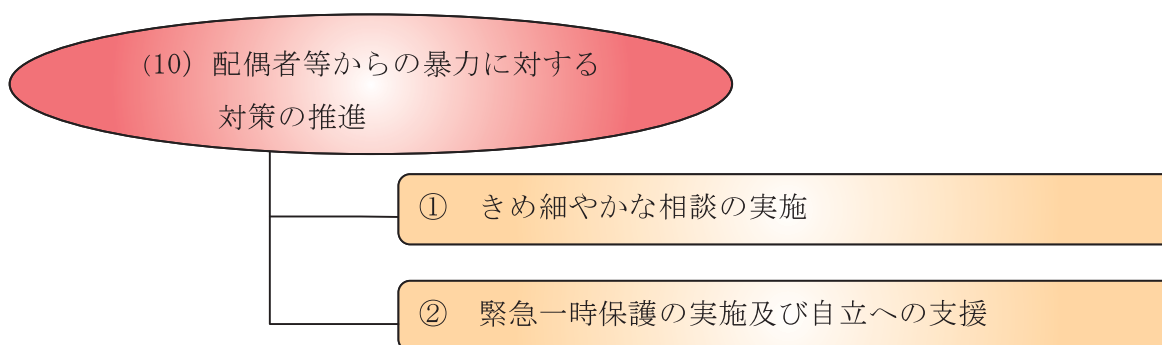 (10) 配偶者等からの暴力に対する
対策の推進
① きめ細やかな相談の実施
② 緊急一時保護の実施及び自立への支援